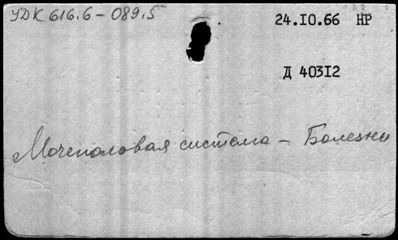 УДК 616.6-089.5
24.10.66 НР
Д 40312
Мочеполовая система - Болезни